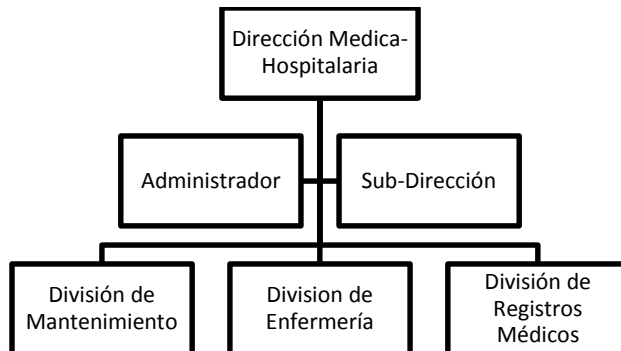 Dirección Medica-
Hospitalaria
Administrador
Sub-Dirección
División de
Mantenimiento
Division de
Enfermería
División de
Registros
Médicos